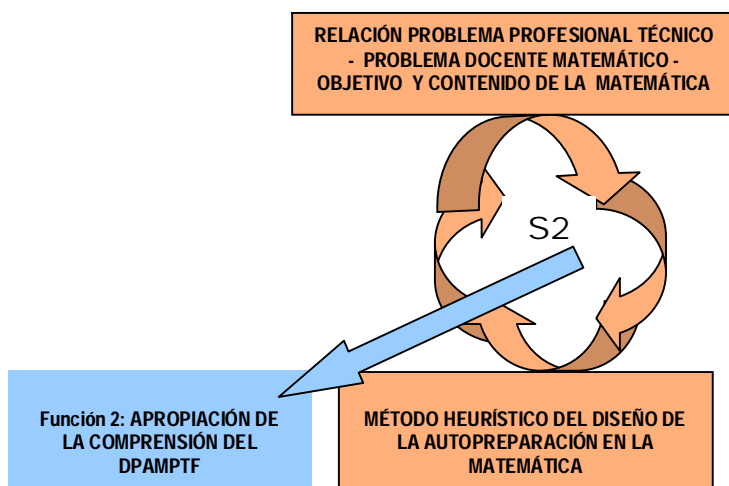 RELACIÓN PROBLEMA PROFESIONAL TÉCNICO
- PROBLEMA DOCENTE MATEMÁTICO -
OBJETIVO Y CONTENIDO DE LA MATEMÁTICA
S2
Función 2: APROPIACIÓN DE
LA COMPRENSIÓN DEL
DPAMPTF
MÉTODO HEURÍSTICO DEL DISEÑO DE
LA AUTOPREPARACIÓN EN LA
MATEMÁTICA